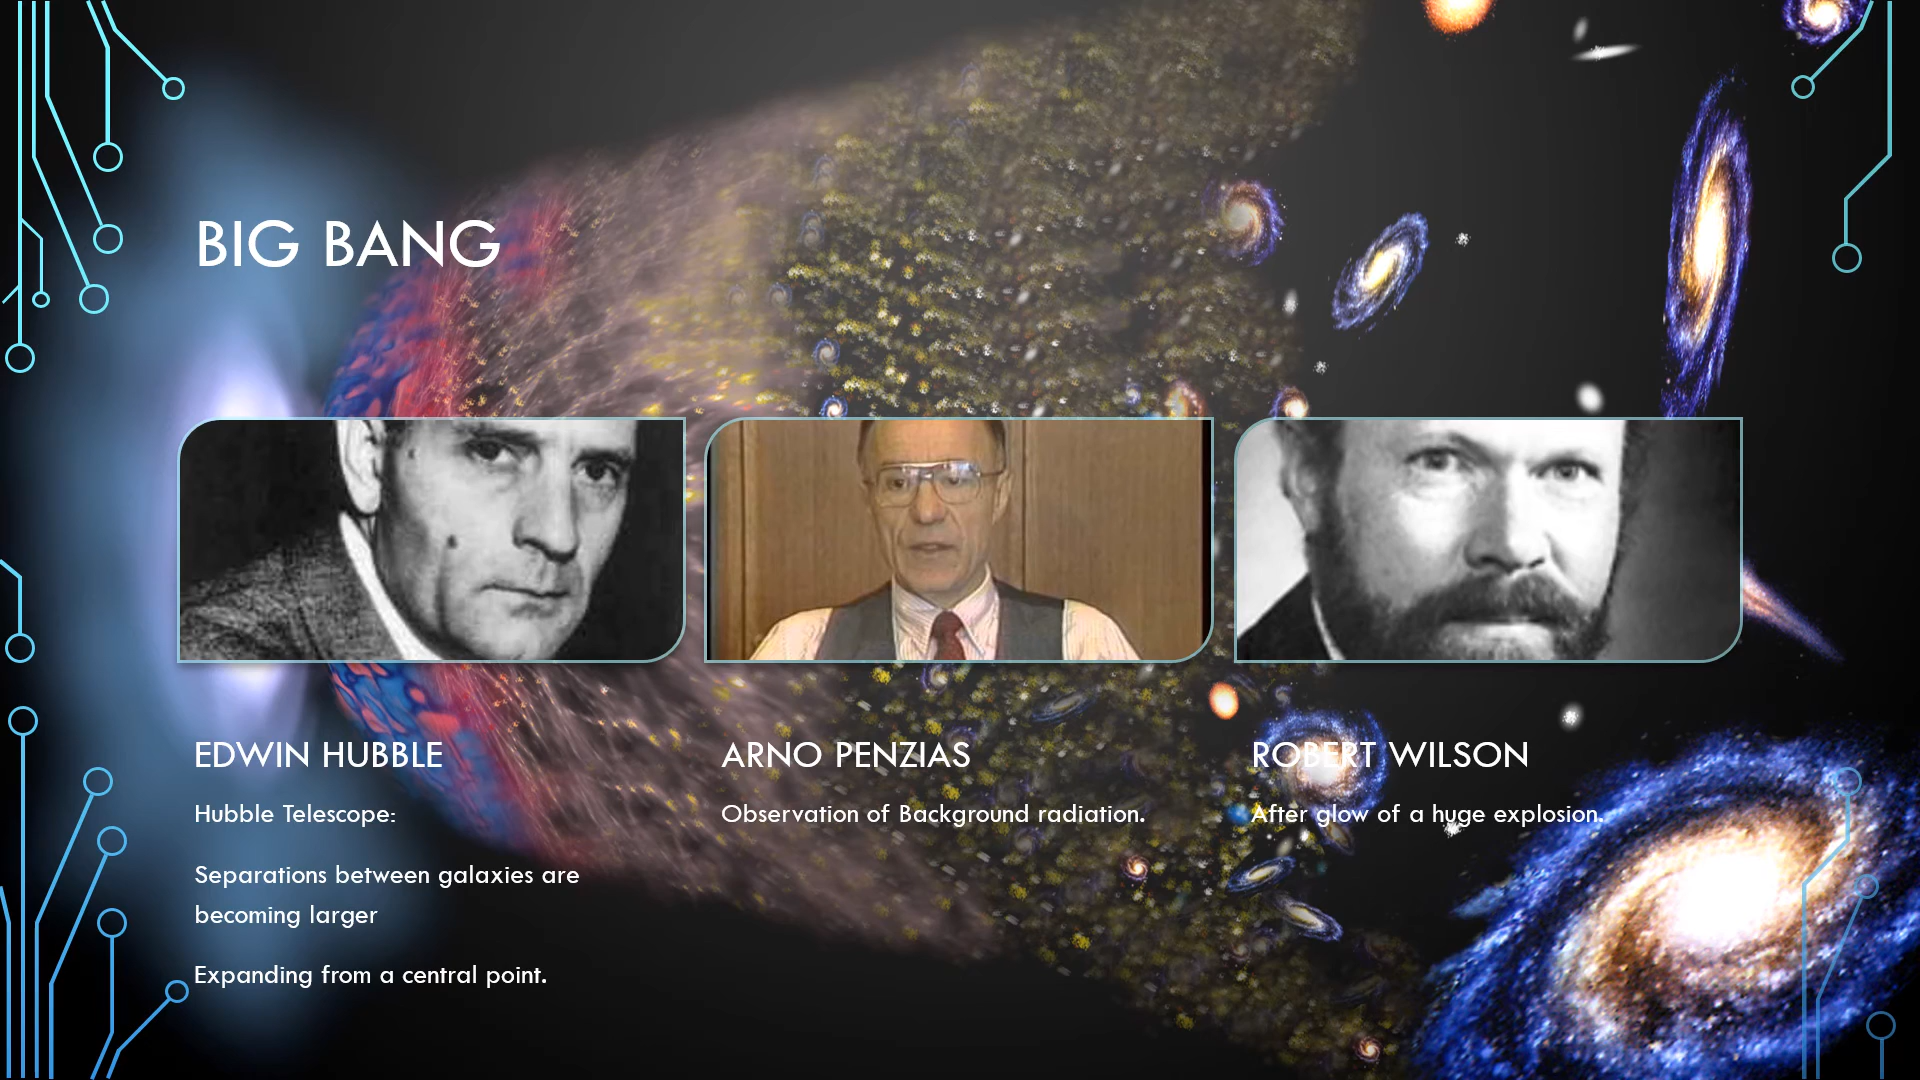 BIG BANG
EDWIN HUBBLE
Hubble Telescope:
Separations between galaxies are
becoming larger
Expanding from a central point.
ARNO PENZIAS
Observation of Background radiation.
ROBERT WILSON
After glow of a huge explosion.